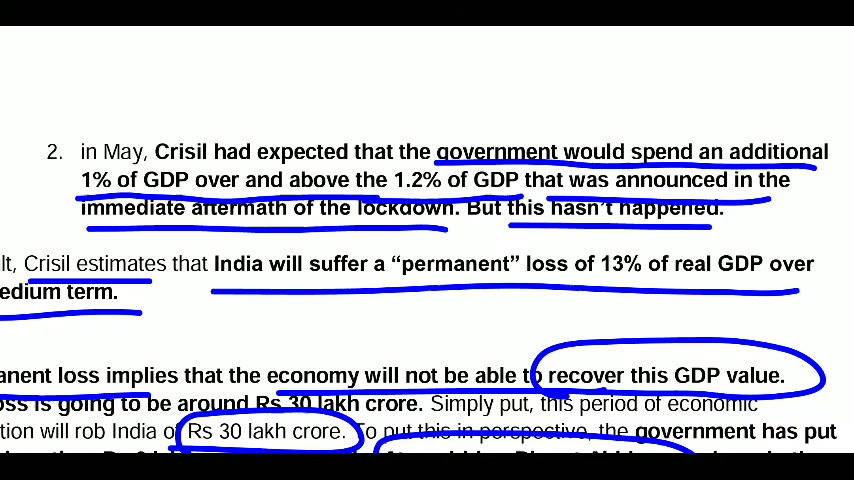 2. in May, Crisil had expected that the government would spend an additional
1% of GDP over and above the 1.2% of GDP that was announced in the
immediate aftermath of the lockdown. But this hasn't happened.
lt, Crisil estimates that India will suffer a “permanent” loss of 13% of real GDP over
edium term.
anent loss implies that the economy will not be able to recover this GDP value.
oss is going to be around Rs 30 lakh crore. Simply put, this period of economic
tion will rob India of Rs 30 lakh crore. To put this in perspective, the government has put